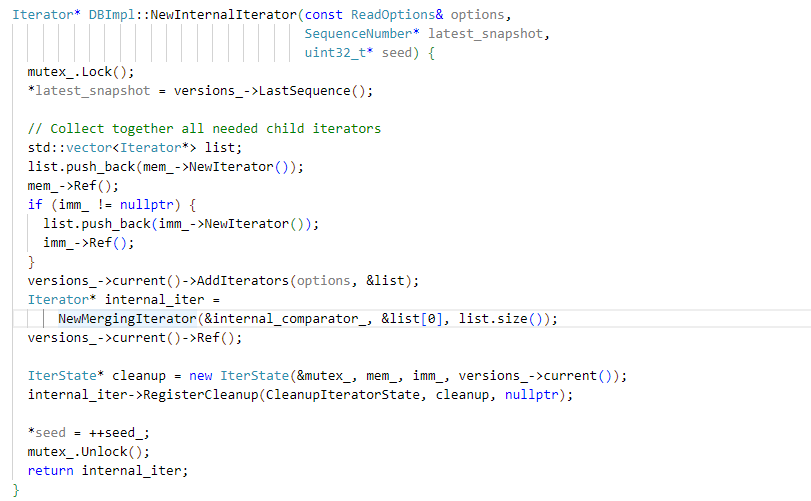 Iterator* DBImpl::NewInternalIterator(const ReadOptions& options,
                                      SequenceNumber* latest_snapshot,
                                      uint32_t* seed) {
  mutex_.Lock();
  *latest_snapshot = versions_->LastSequence();

  // Collect together all needed child iterators
  std::vector<Iterator*> list;
  list.push_back(mem_->NewIterator());
  mem_->Ref();
  if (imm_ != nullptr) {
    list.push_back(imm_->NewIterator());
    imm_->Ref();
  }
  versions_->current()->AddIterators(options, &list);
  Iterator* internal_iter =
      NewMergingIterator(&internal_comparator_, &list[0], list.size());
  versions_->current()->Ref();

  IterState* cleanup = new IterState(&mutex_, mem_, imm_, versions_->current());
  internal_iter->RegisterCleanup(CleanupIteratorState, cleanup, nullptr);

  *seed = ++seed_;
  mutex_.Unlock();
  return internal_iter;
}